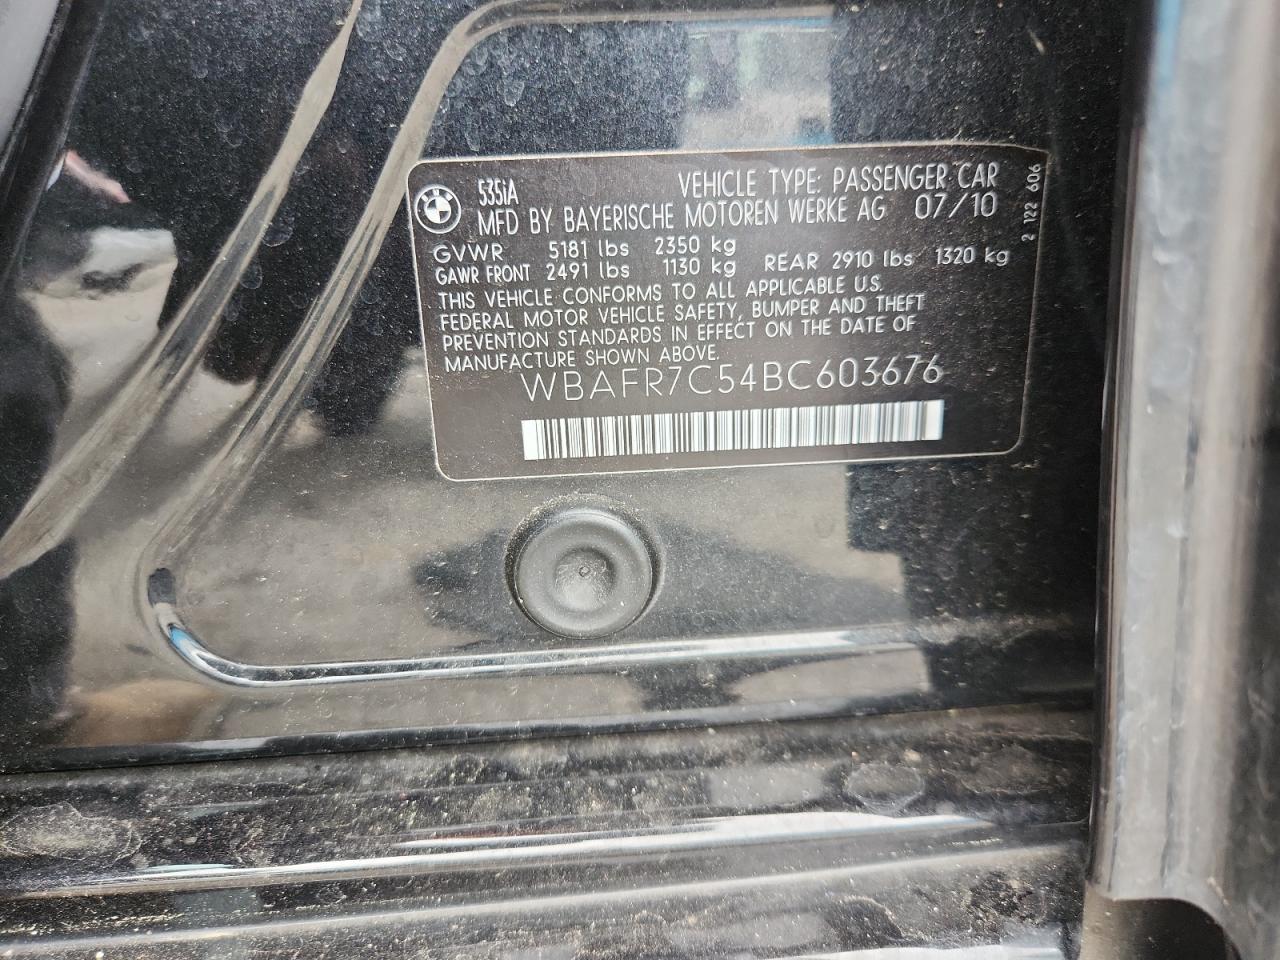 535iA
VEHICLE TYPE: PASSENGER CAR
MFD BY BAYERISCHE MOTOREN WERKE AG 07/10
GVWR 5181 lbs 2350 kg
GAWR FRONT 2491 lbs 1130 kg REAR 2910 lbs 1320 kg
THIS VEHICLE CONFORMS TO ALL APPLICABLE U.S.
FEDERAL MOTOR VEHICLE SAFETY, BUMPER AND THEFT
PREVENTION STANDARDS IN EFFECT ON THE DATE OF
MANUFACTURE SHOWN ABOVE.
WBAFR7C54BC603676
2 122 606